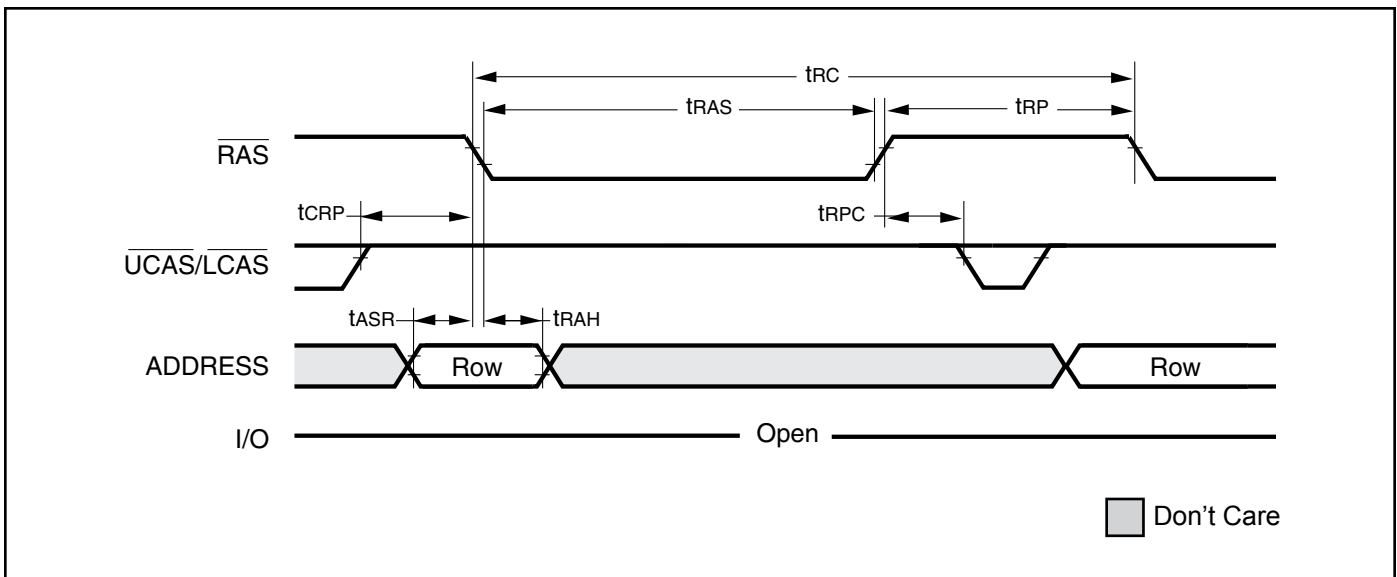 tRC
tRAS
tRP
RAS
tCRP
tRPC
UCAS/LCAS
tASR
tRAH
ADDRESS
Row
Row
I/O
Open
Don't Care